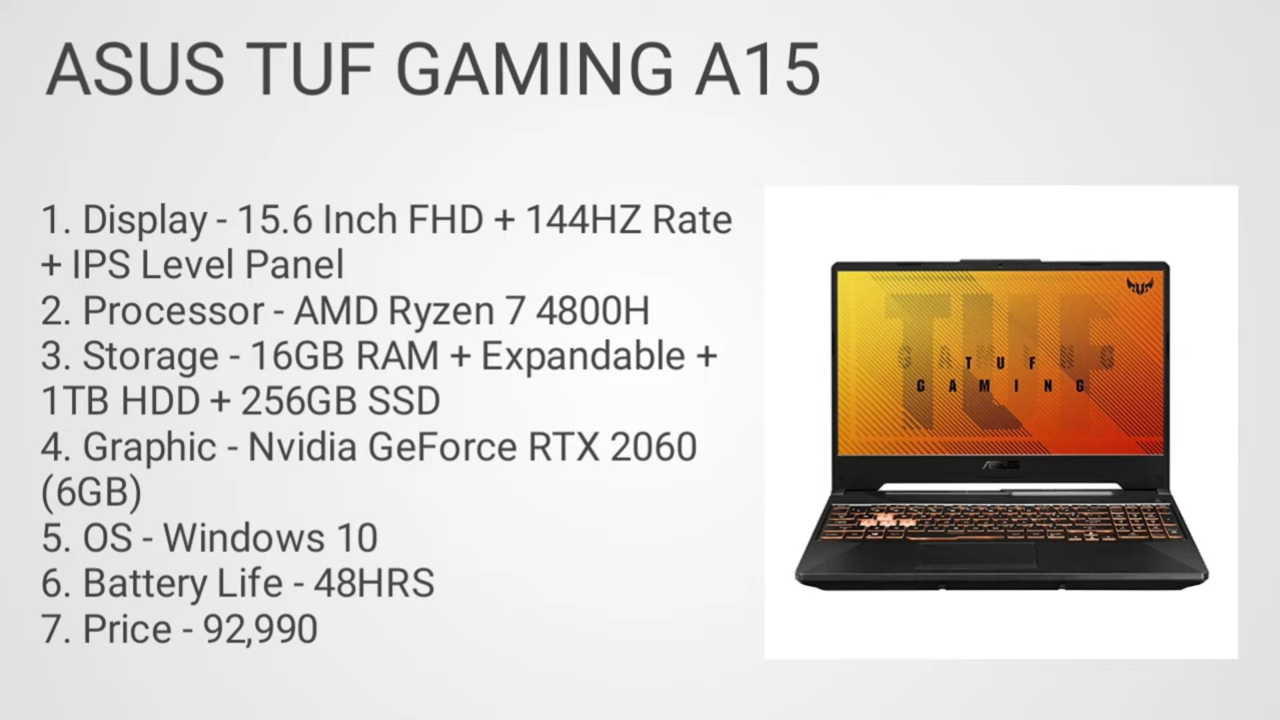 ASUS TUF GAMING A15
1. Display - 15.6 Inch FHD + 144HZ Rate
+ IPS Level Panel
2. Processor - AMD Ryzen 7 4800H
3. Storage - 16GB RAM + Expandable +
1TB HDD + 256GB SSD
4. Graphic - Nvidia GeForce RTX 2060
(6GB)
5. OS - Windows 10
6. Battery Life - 48HRS
7. Price - 92,990
TUF
TUF
GAMING
ASUS